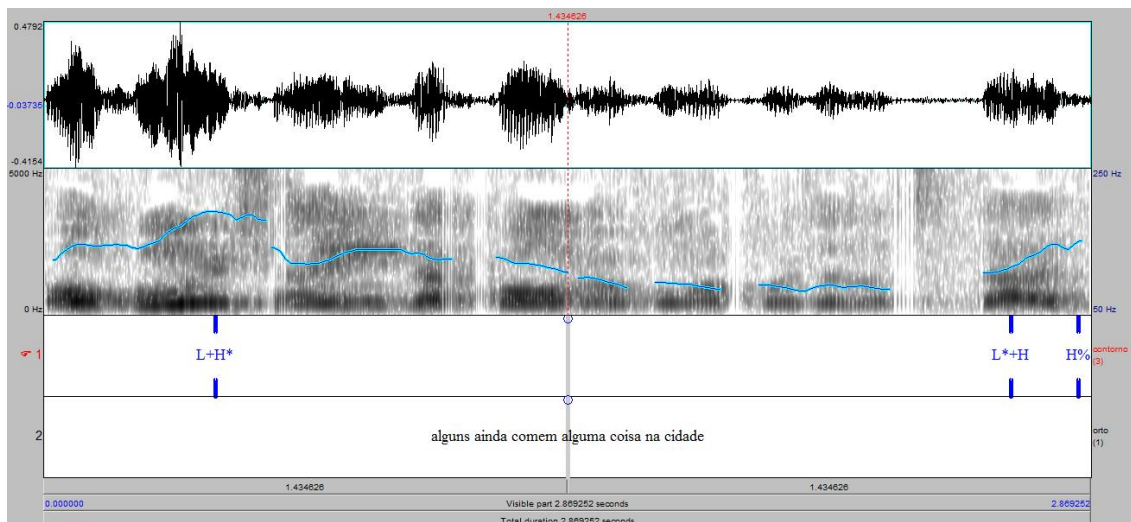 1.434626
0.4792
-0.03735
-0.4154
5000 Hz
250 Hz
0 Hz
50 Hz
1
L+H*
L*+H
H%
contorno
(3)
2
alguns ainda comem alguma coisa na cidade
orto
(1)
1.434626
1.434626
0.000000
Visible part 2.869252 seconds
2.869252
Total duration 2.869252 seconds